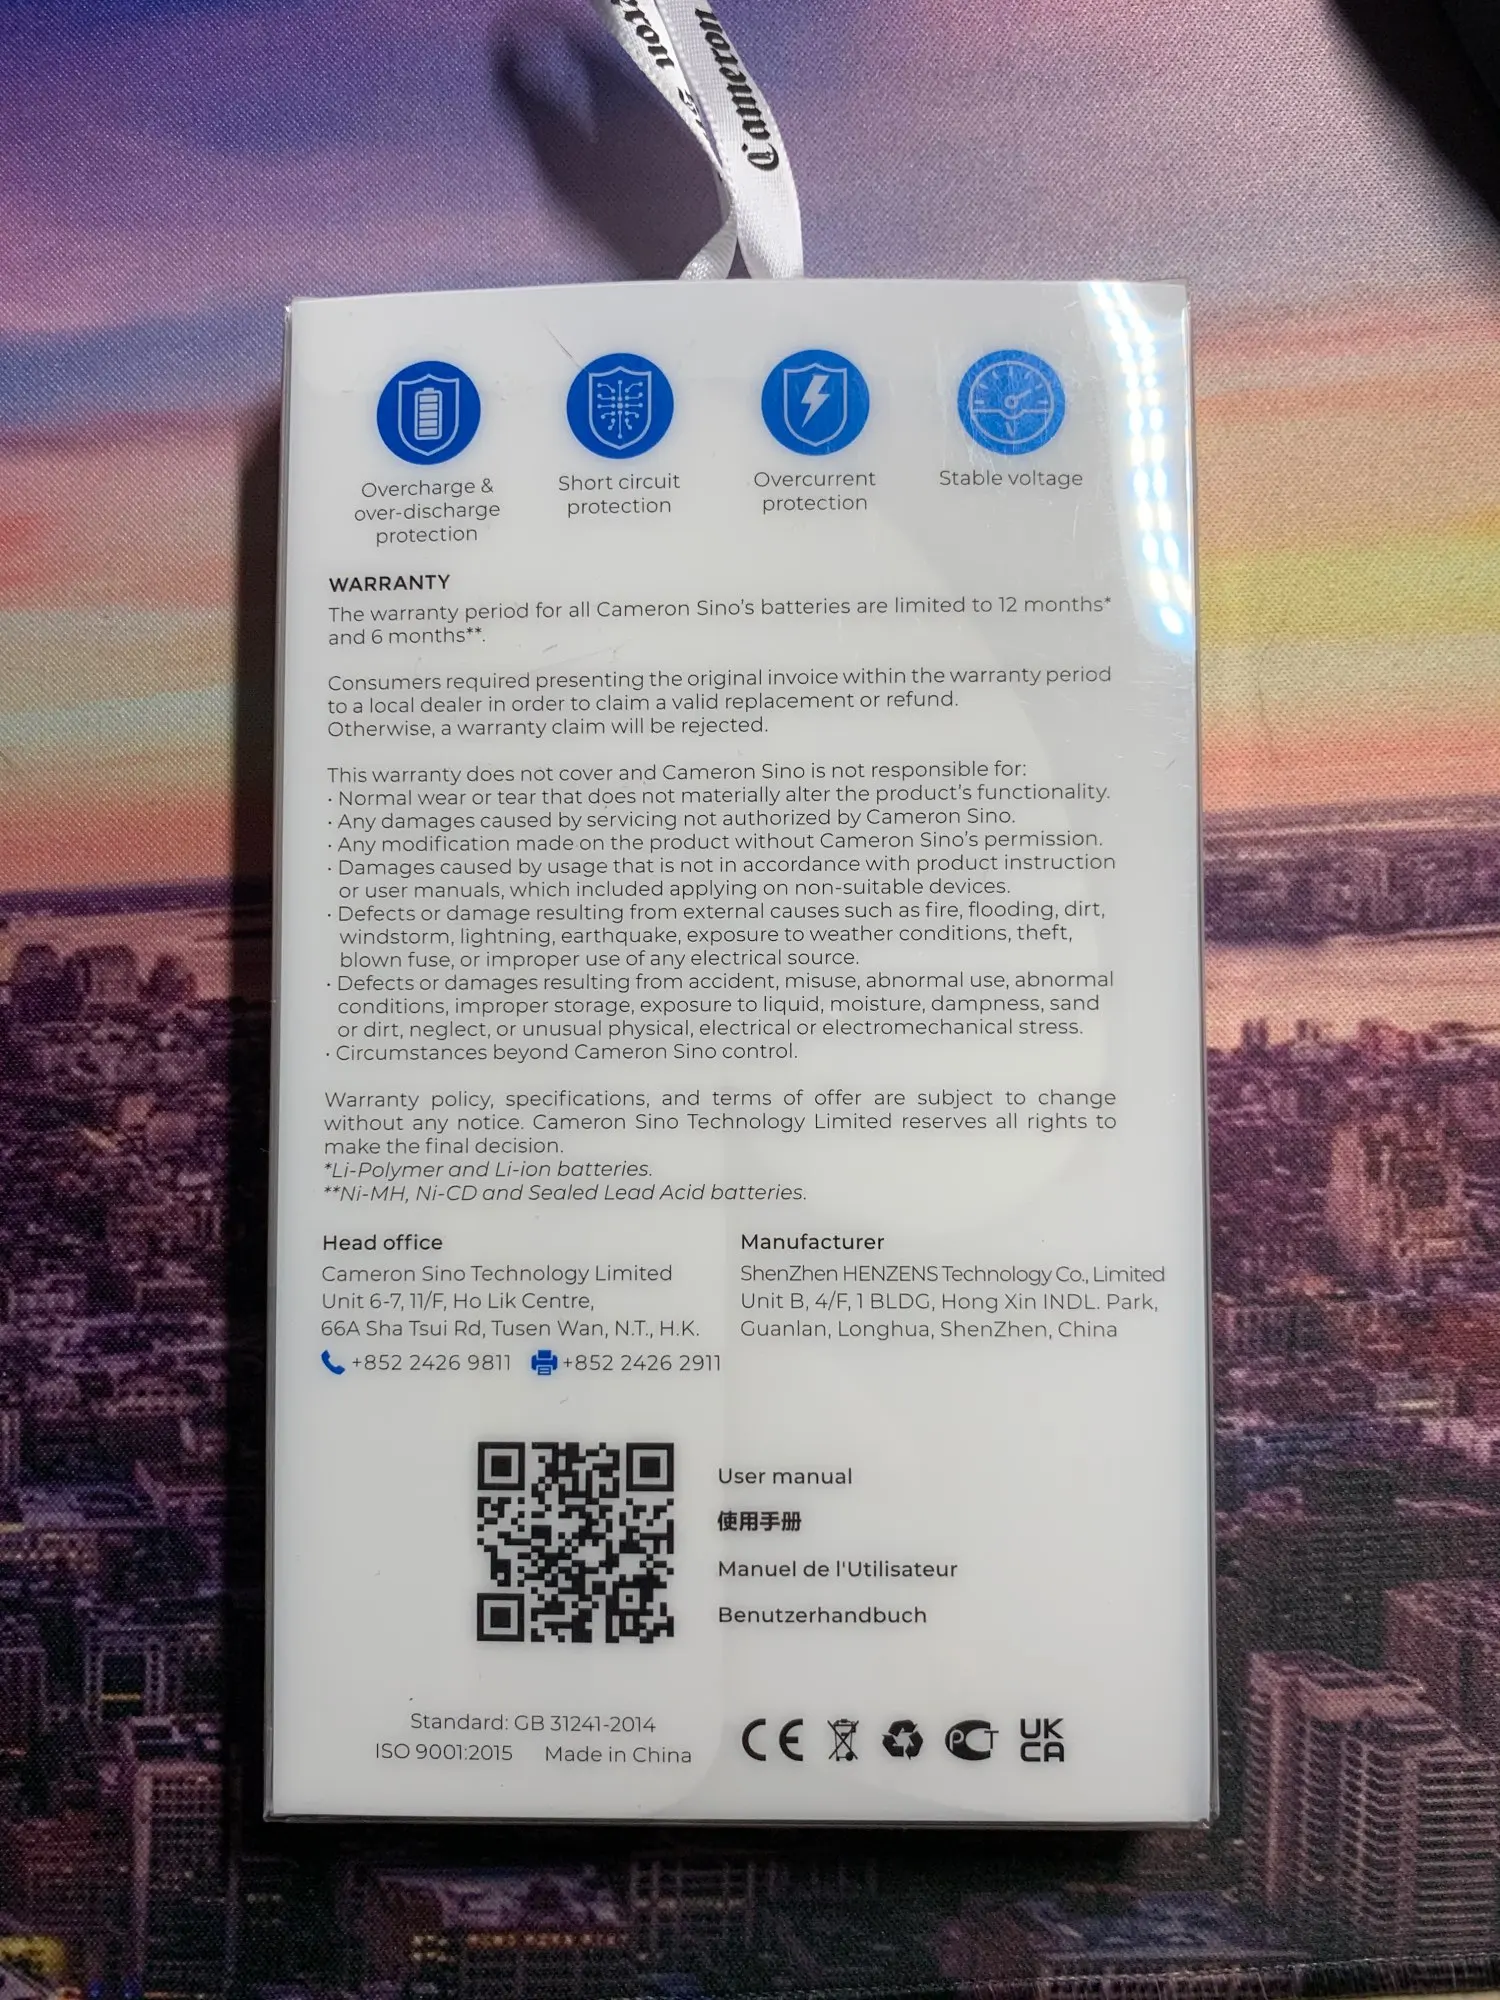 Cameron
Overcharge &
over-discharge
protection
Short circuit
protection
Overcurrent
protection
Stable voltage
WARRANTY
The warranty period for all Cameron Sino's batteries are limited to 12 months*
and 6 months**.
Consumers required presenting the original invoice within the warranty period
to a local dealer in order to claim a valid replacement or refund.
Otherwise, a warranty claim will be rejected.
This warranty does not cover and Cameron Sino is not responsible for:
· Normal wear or tear that does not materially alter the product's functionality.
· Any damages caused by servicing not authorized by Cameron Sino.
· Any modification made on the product without Cameron Sino's permission.
· Damages caused by usage that is not in accordance with product instruction
or user manuals, which included applying on non-suitable devices.
· Defects or damage resulting from external causes such as fire, flooding, dirt,
windstorm, lightning, earthquake, exposure to weather conditions, theft,
blown fuse, or improper use of any electrical source.
· Defects or damages resulting from accident, misuse, abnormal use, abnormal
conditions, improper storage, exposure to liquid, moisture, dampness, sand
or dirt, neglect, or unusual physical, electrical or electromechanical stress.
· Circumstances beyond Cameron Sino control.
Warranty policy, specifications, and terms of offer are subject to change
without any notice. Cameron Sino Technology Limited reserves all rights to
make the final decision.
*Li-Polymer and Li-ion batteries.
**Ni-MH, Ni-CD and Sealed Lead Acid batteries.
Head office
Cameron Sino Technology Limited
Unit 6-7, 11/F, Ho Lik Centre,
66A Sha Tsui Rd, Tusen Wan, N.T., H.K.
+852 2426 9811 +852 2426 2911
Manufacturer
ShenZhen HENZENS Technology Co., Limited
Unit B, 4/F, 1 BLDG, Hong Xin INDL. Park,
Guanlan, Longhua, ShenZhen, China
User manual
使用手册
Manuel de l'Utilisateur
Benutzerhandbuch
Standard: GB 31241-2014
ISO 9001:2015 Made in China
CE PCT UK
CA